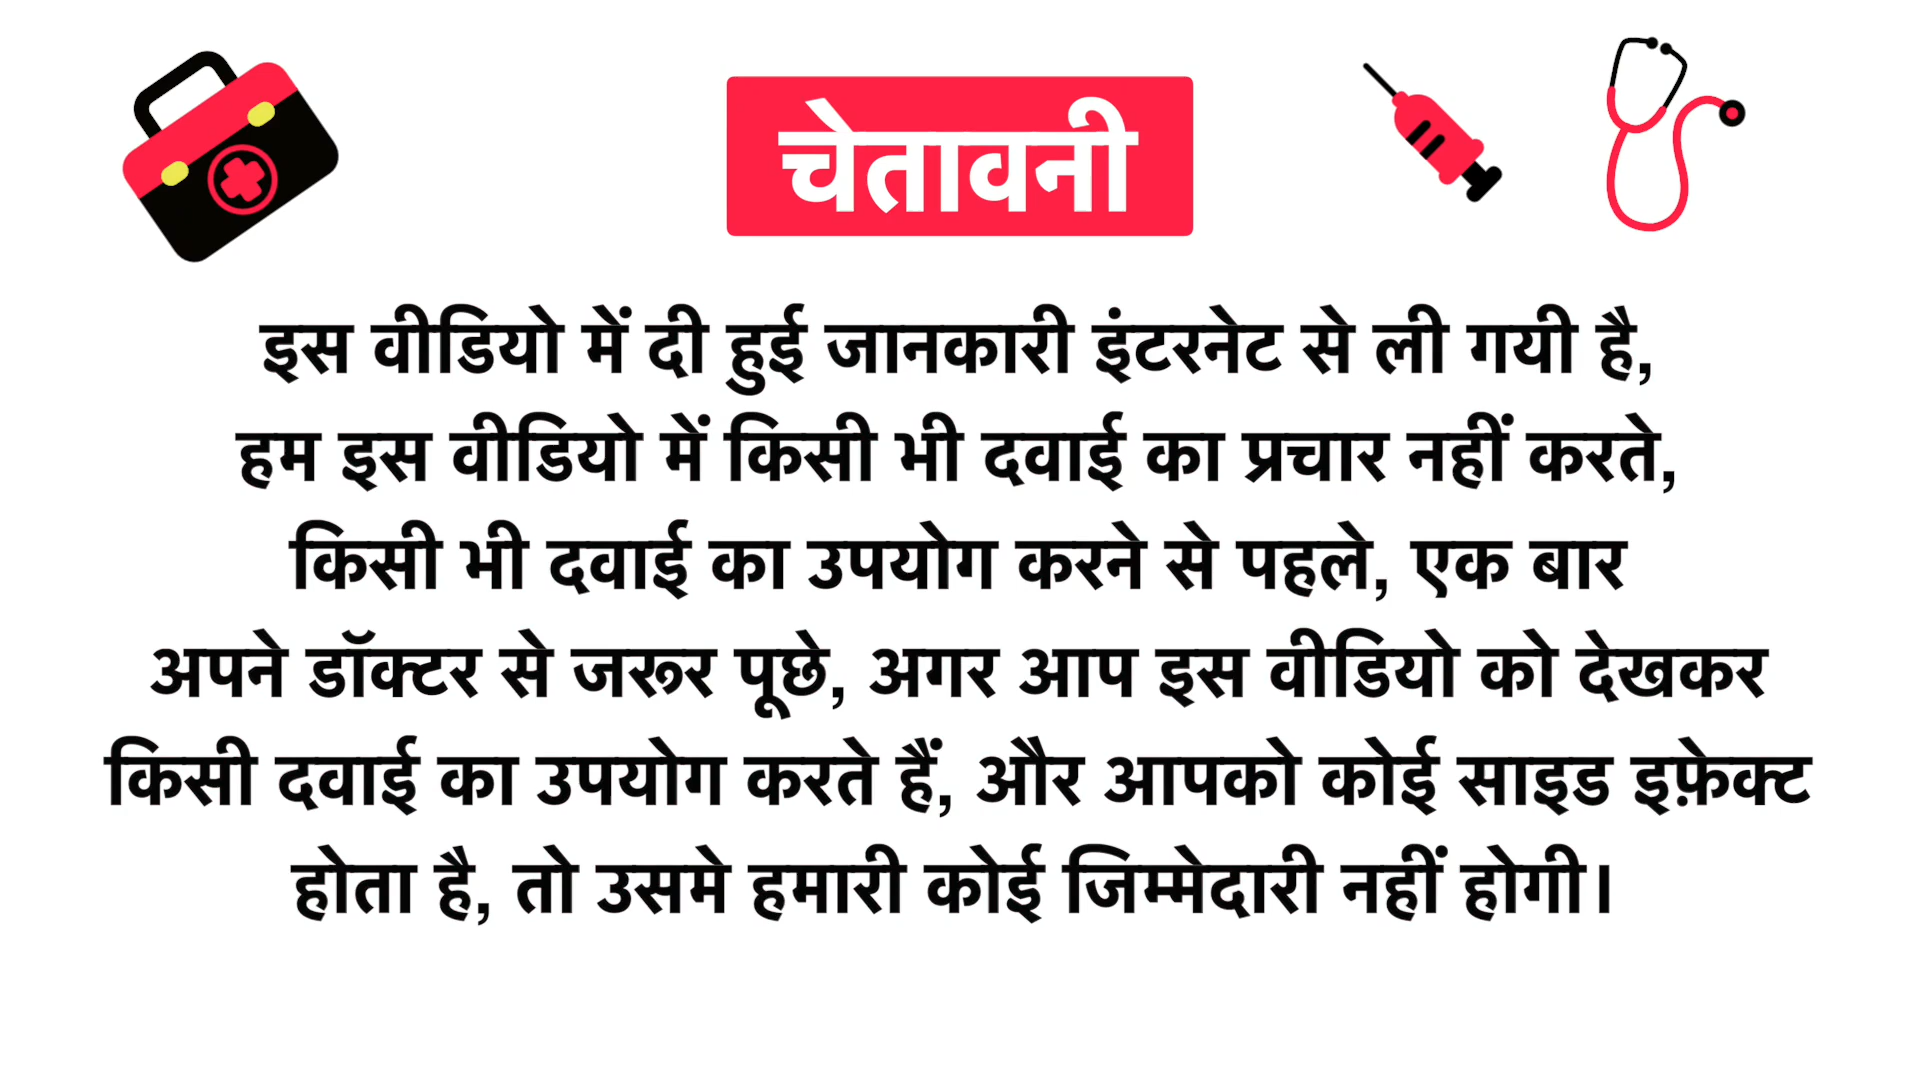 चेतावनी
इस वीडियो में दी हुई जानकारी इंटरनेट से ली गयी है,
हम इस वीडियो में किसी भी दवाई का प्रचार नहीं करते,
किसी भी दवाई का उपयोग करने से पहले, एक बार
अपने डॉक्टर से जरूर पूछे, अगर आप इस वीडियो को देखकर
किसी दवाई का उपयोग करते हैं, और आपको कोई साइड इफ़ेक्ट
होता है, तो उसमे हमारी कोई जिम्मेदारी नहीं होगी।